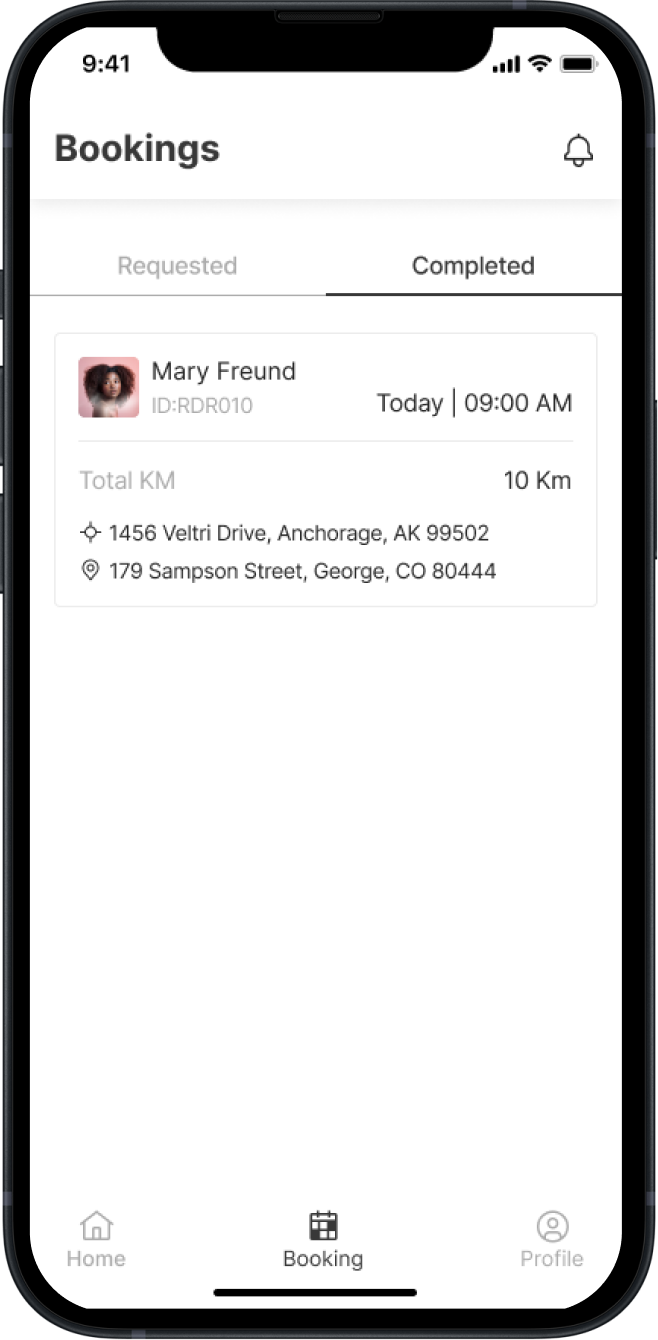 9:41
Bookings
Requested
Completed
Mary Freund
ID:RDR010
Today | 09:00 AM
Total KM
10 Km
1456 Veltri Drive, Anchorage, AK 99502
179 Sampson Street, George, CO 80444
Home
Booking
Profile